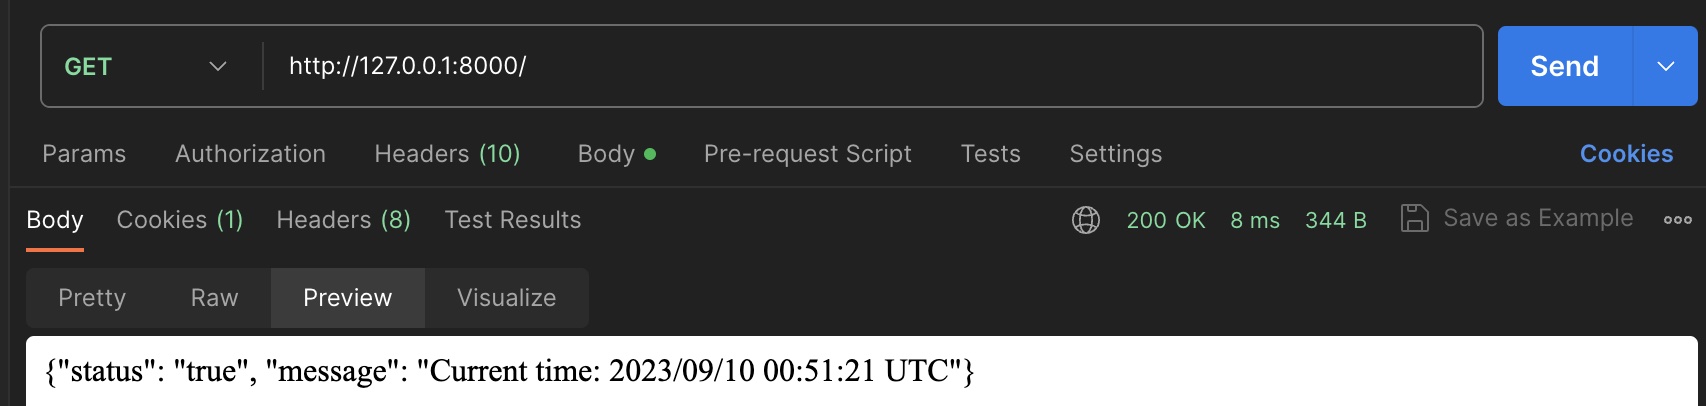 GET http://127.0.0.1:8000/ Send
Params Authorization Headers (10) Body Pre-request Script Tests Settings Cookies
Body Cookies (1) Headers (8) Test Results 200 OK 8 ms 344 B Save as Example
Pretty Raw Preview Visualize
{"status": "true", "message": "Current time: 2023/09/10 00:51:21 UTC"}